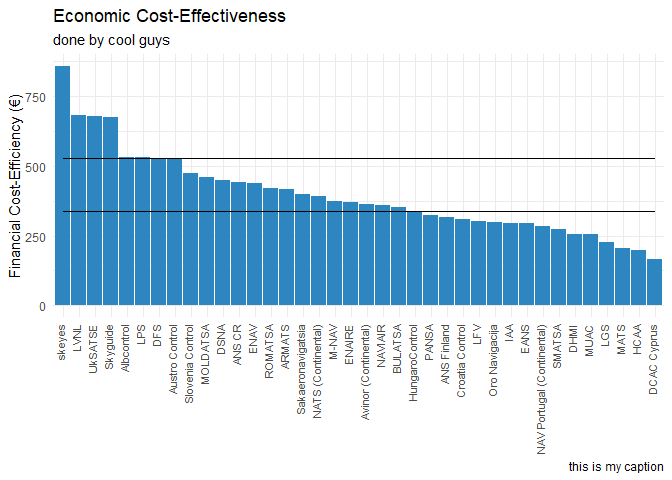 Economic Cost-Effectiveness
done by cool guys
Financial Cost-Efficiency (€)
750
500
250
0
skeyes
LVNL
UkSATSE
Skyguide
Albcontrol
LPS
DFS
Austro Control
Slovenia Control
MOLDATSA
DSNA
ANS CR
ENAV
ROMATSA
ARMATS
Sakaeronavigatsia
NATS (Continental)
M-NAV
ENAIRE
Avinor (Continental)
NAVIAIR
BULATSA
HungaroControl
PANSA
ANS Finland
Croatia Control
LFV
Oro Navigacija
IAA
EANS
NAV Portugal (Continental)
SMATSA
DHMI
MUAC
LGS
MATS
HCAA
DCAC Cyprus
this is my caption